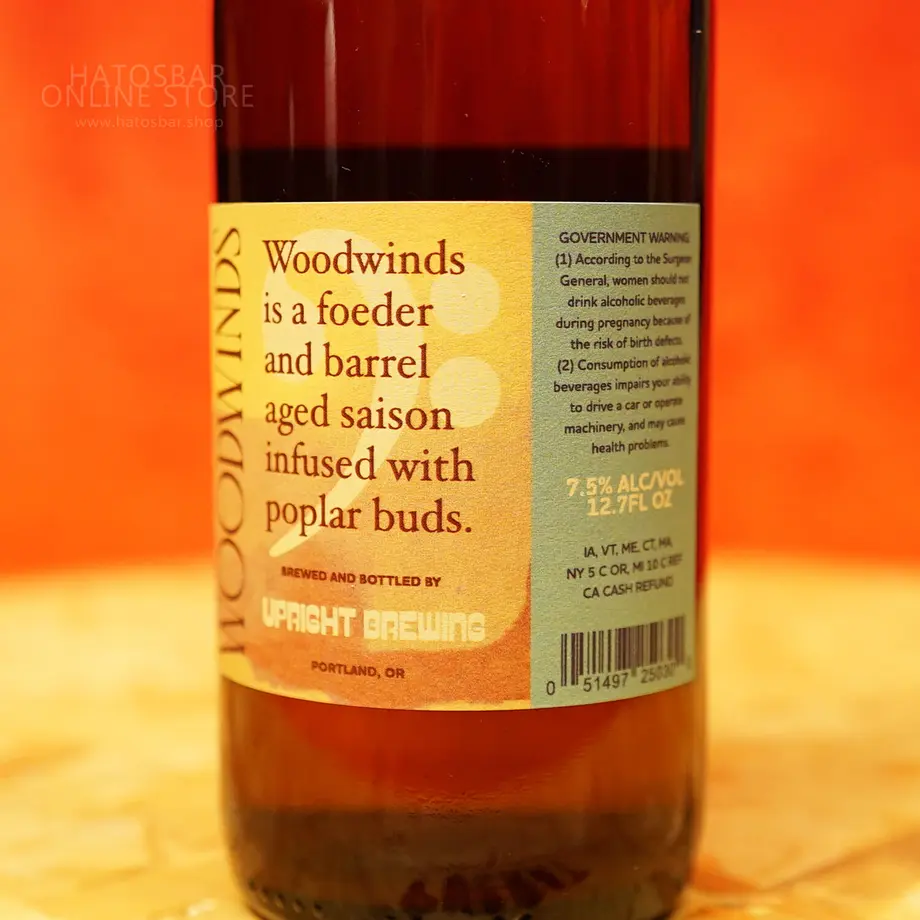 HATOSBAR
ONLINE STORE
www.hatosbar.shop
WOODWINDS
Woodwinds
is a foeder
and barrel
aged saison
infused with
poplar buds.
BREWED AND BOTTLED BY
UPRIGHT BREWING
PORTLAND, OR
GOVERNMENT WARNING
(1) According to the Surgeon
General, women should not
drink alcoholic beverages
during pregnancy because of
the risk of birth defects.
(2) Consumption of alcoholic
beverages impairs your ability
to drive a car or operate
machinery, and may cause
health problems.
7.5% ALC/VOL
12.7FL OZ
IA, VT, ME, CT, MA,
NY 5 C OR, MI 10 C REF
CA CASH REFUND
0 51497 25030